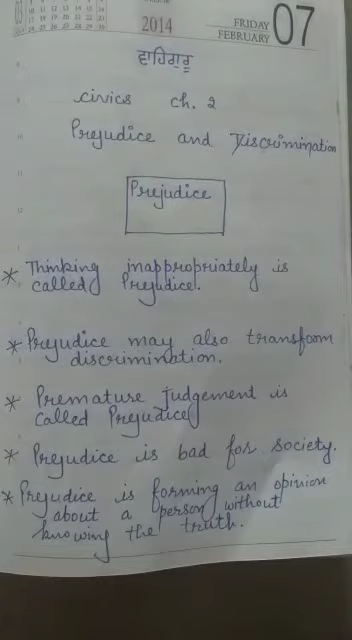 2014
FRIDAY
FEBRUARY
07
ਵਾਹਿਗੁਰੂ
civics ch. 2
Prejudice and Discrimination
Prejudice
* Thinking inappropriately is
called Prejudice.
* Prejudice may also transform
discrimination.
* Premature judgement is
called Prejudice
* Prejudice is bad for society.
* Prejudice is forming an opinion
about a person without
knowing the truth.